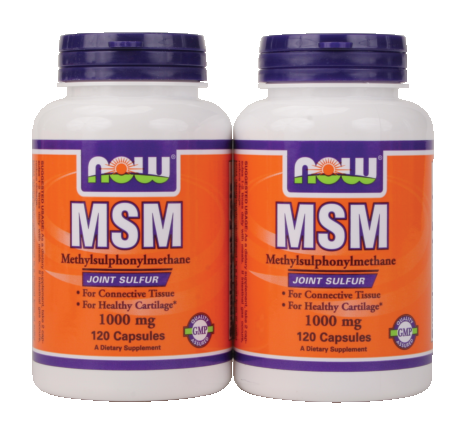 NOW®
MSM
Methylsulphonylmethane
JOINT SULFUR
• For Connective Tissue
• For Healthy Cartilage*
1000 mg
120 Capsules
A Dietary Supplement
GMP
NOW®
MSM
Methylsulphonylmethane
JOINT SULFUR
• For Connective Tissue
• For Healthy Cartilage*
1000 mg
120 Capsules
A Dietary Supplement
GMP